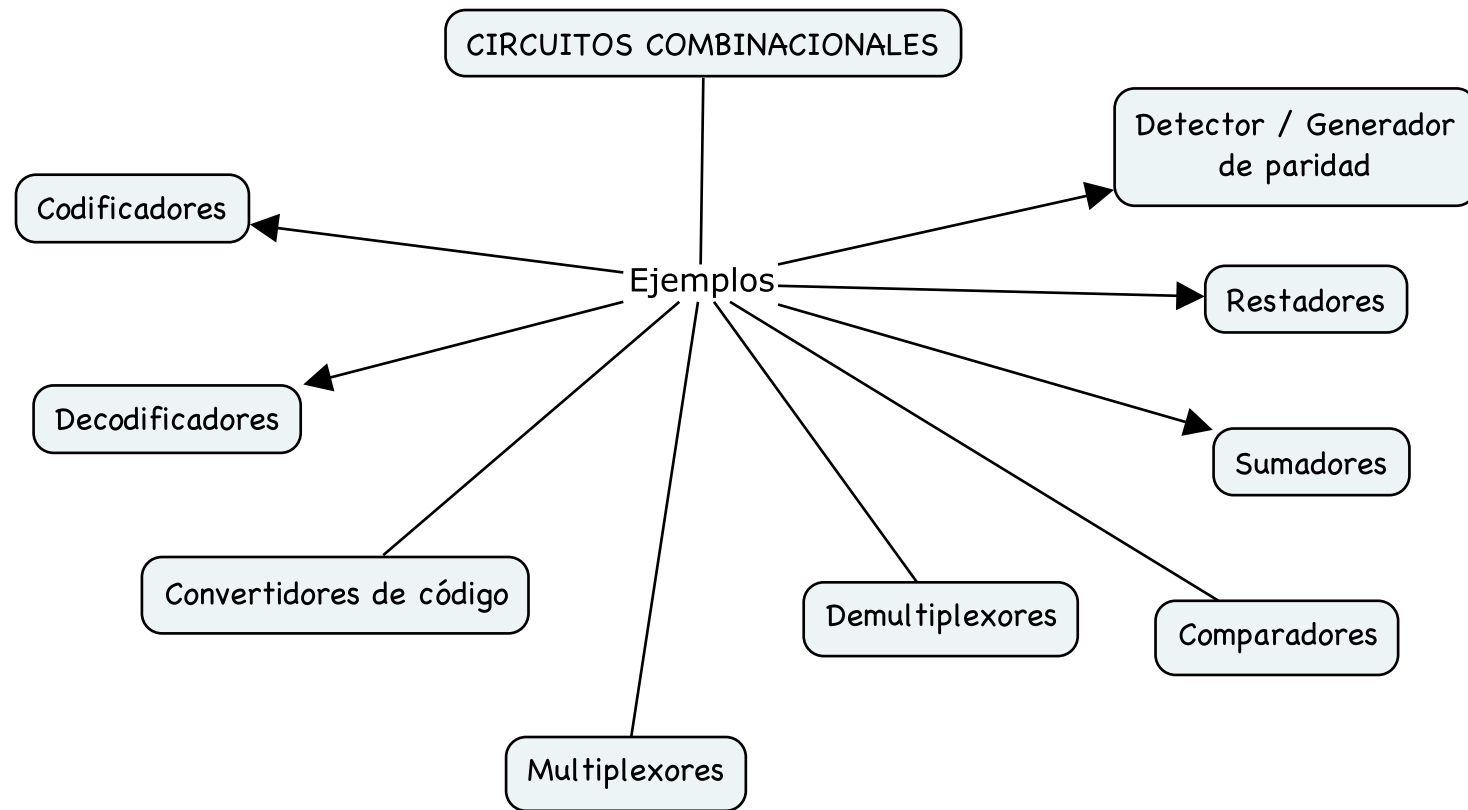 CIRCUITOS COMBINACIONALES
Detector / Generador
de paridad
Codificadores
Ejemplos
Restadores
Decodificadores
Sumadores
Convertidores de código
Demultiplexores
Comparadores
Multiplexores